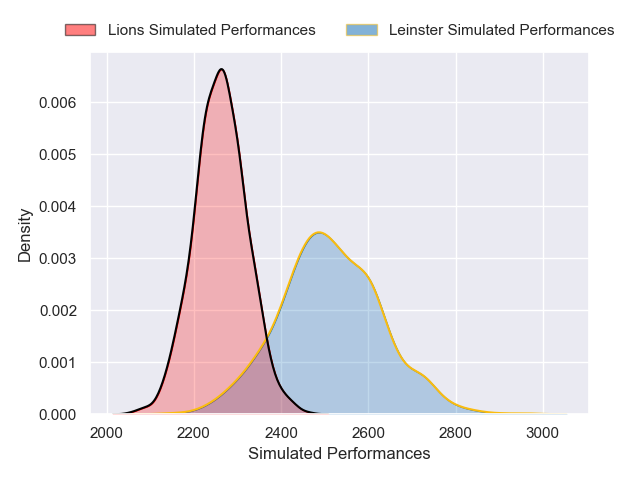 Lions Simulated Performances Leinster Simulated Performances
0.006
0.005
0.004
0.003
0.002
0.001
0.000
Density
2000 2200 2400 2600 2800 3000
Simulated Performances